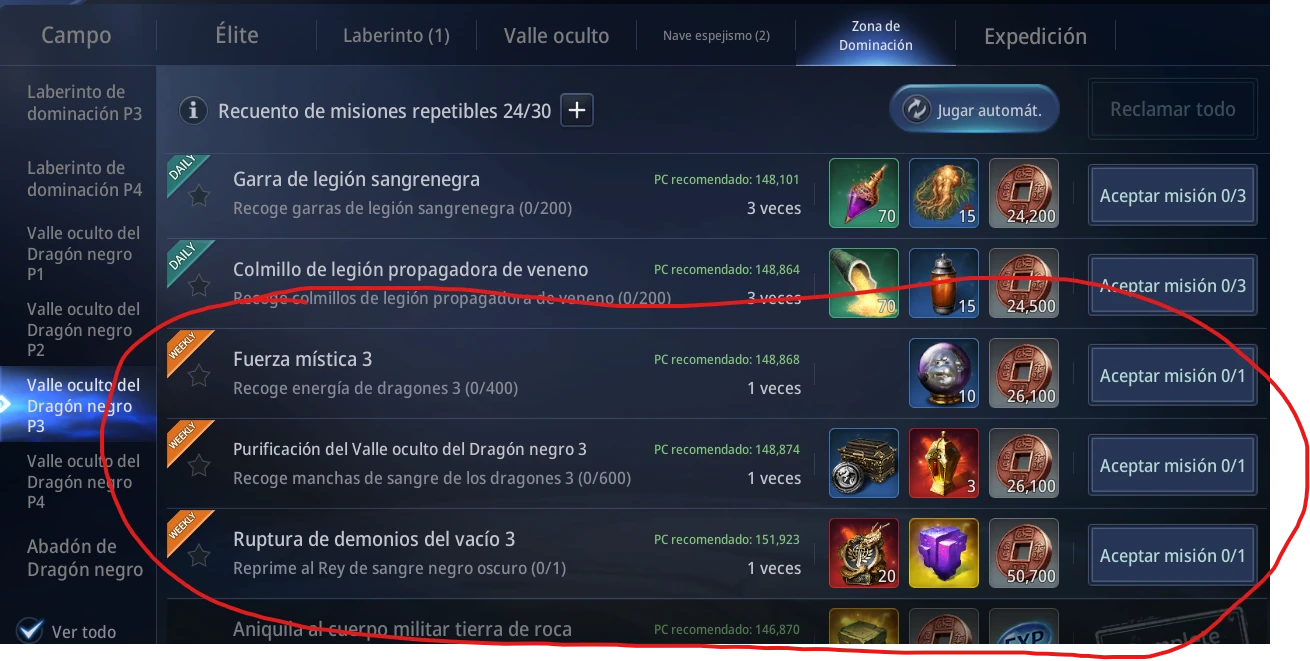 Campo
Élite
Laberinto (1)
Valle oculto
Nave espejismo (2)
Zona de
Dominación
Expedición
Laberinto de
dominación P3
Laberinto de
dominación P4
Valle oculto del
Dragón negro
P1
Valle oculto del
Dragón negro
P2
Valle oculto del
Dragón negro
P3
Valle oculto del
Dragón negro
P4
Abadón de
Dragón negro
Ver todo
Recuento de misiones repetibles 24/30
Jugar automát.
Reclamar todo
DAILY
Garra de legión sangrenegra
PC recomendado: 148,101
Recoge garras de legión sangrenegra (0/200)
3 veces
70
15
24,200
Aceptar misión 0/3
DAILY
Colmillo de legión propagadora de veneno
PC recomendado: 148,864
Recoge colmillos de legión propagadora de veneno (0/200)
3 veces
70
15
24,500
Aceptar misión 0/3
WEEKLY
Fuerza mística 3
PC recomendado: 148,868
Recoge energía de dragones 3 (0/400)
1 veces
10
26,100
Aceptar misión 0/1
WEEKLY
Purificación del Valle oculto del Dragón negro 3
PC recomendado: 148,874
Recoge manchas de sangre de los dragones 3 (0/600)
1 veces
3
26,100
Aceptar misión 0/1
WEEKLY
Ruptura de demonios del vacío 3
PC recomendado: 151,923
Reprime al Rey de sangre negro oscuro (0/1)
1 veces
20
50,700
Aceptar misión 0/1
Aniquila al cuerpo militar tierra de roca
PC recomendado: 146,870
EXP